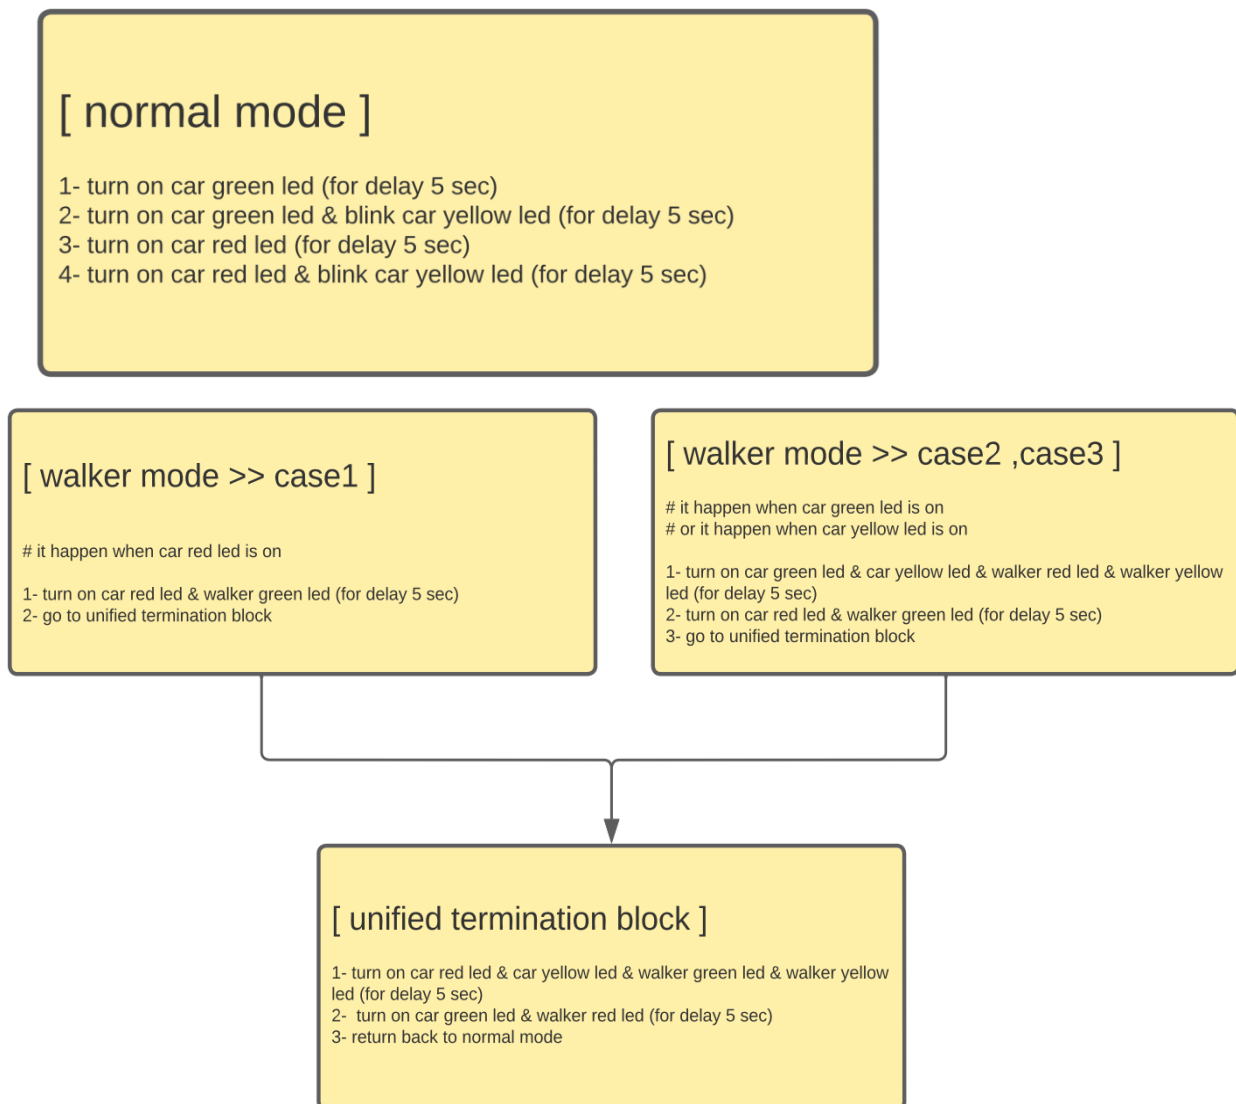 [ normal mode ]
1- turn on car green led (for delay 5 sec)
2- turn on car green led & blink car yellow led (for delay 5 sec)
3- turn on car red led (for delay 5 sec)
4- turn on car red led & blink car yellow led (for delay 5 sec)
[ walker mode >> case1 ]
# it happen when car red led is on
1- turn on car red led & walker green led (for delay 5 sec)
2- go to unified termination block
[ walker mode >> case2 ,case3 ]
# it happen when car green led is on
# or it happen when car yellow led is on
1- turn on car green led & car yellow led & walker red led & walker yellow
led (for delay 5 sec)
2- turn on car red led & walker green led (for delay 5 sec)
3- go to unified termination block
[ unified termination block ]
1- turn on car red led & car yellow led & walker green led & walker yellow
led (for delay 5 sec)
2-  turn on car green led & walker red led (for delay 5 sec)
3- return back to normal mode